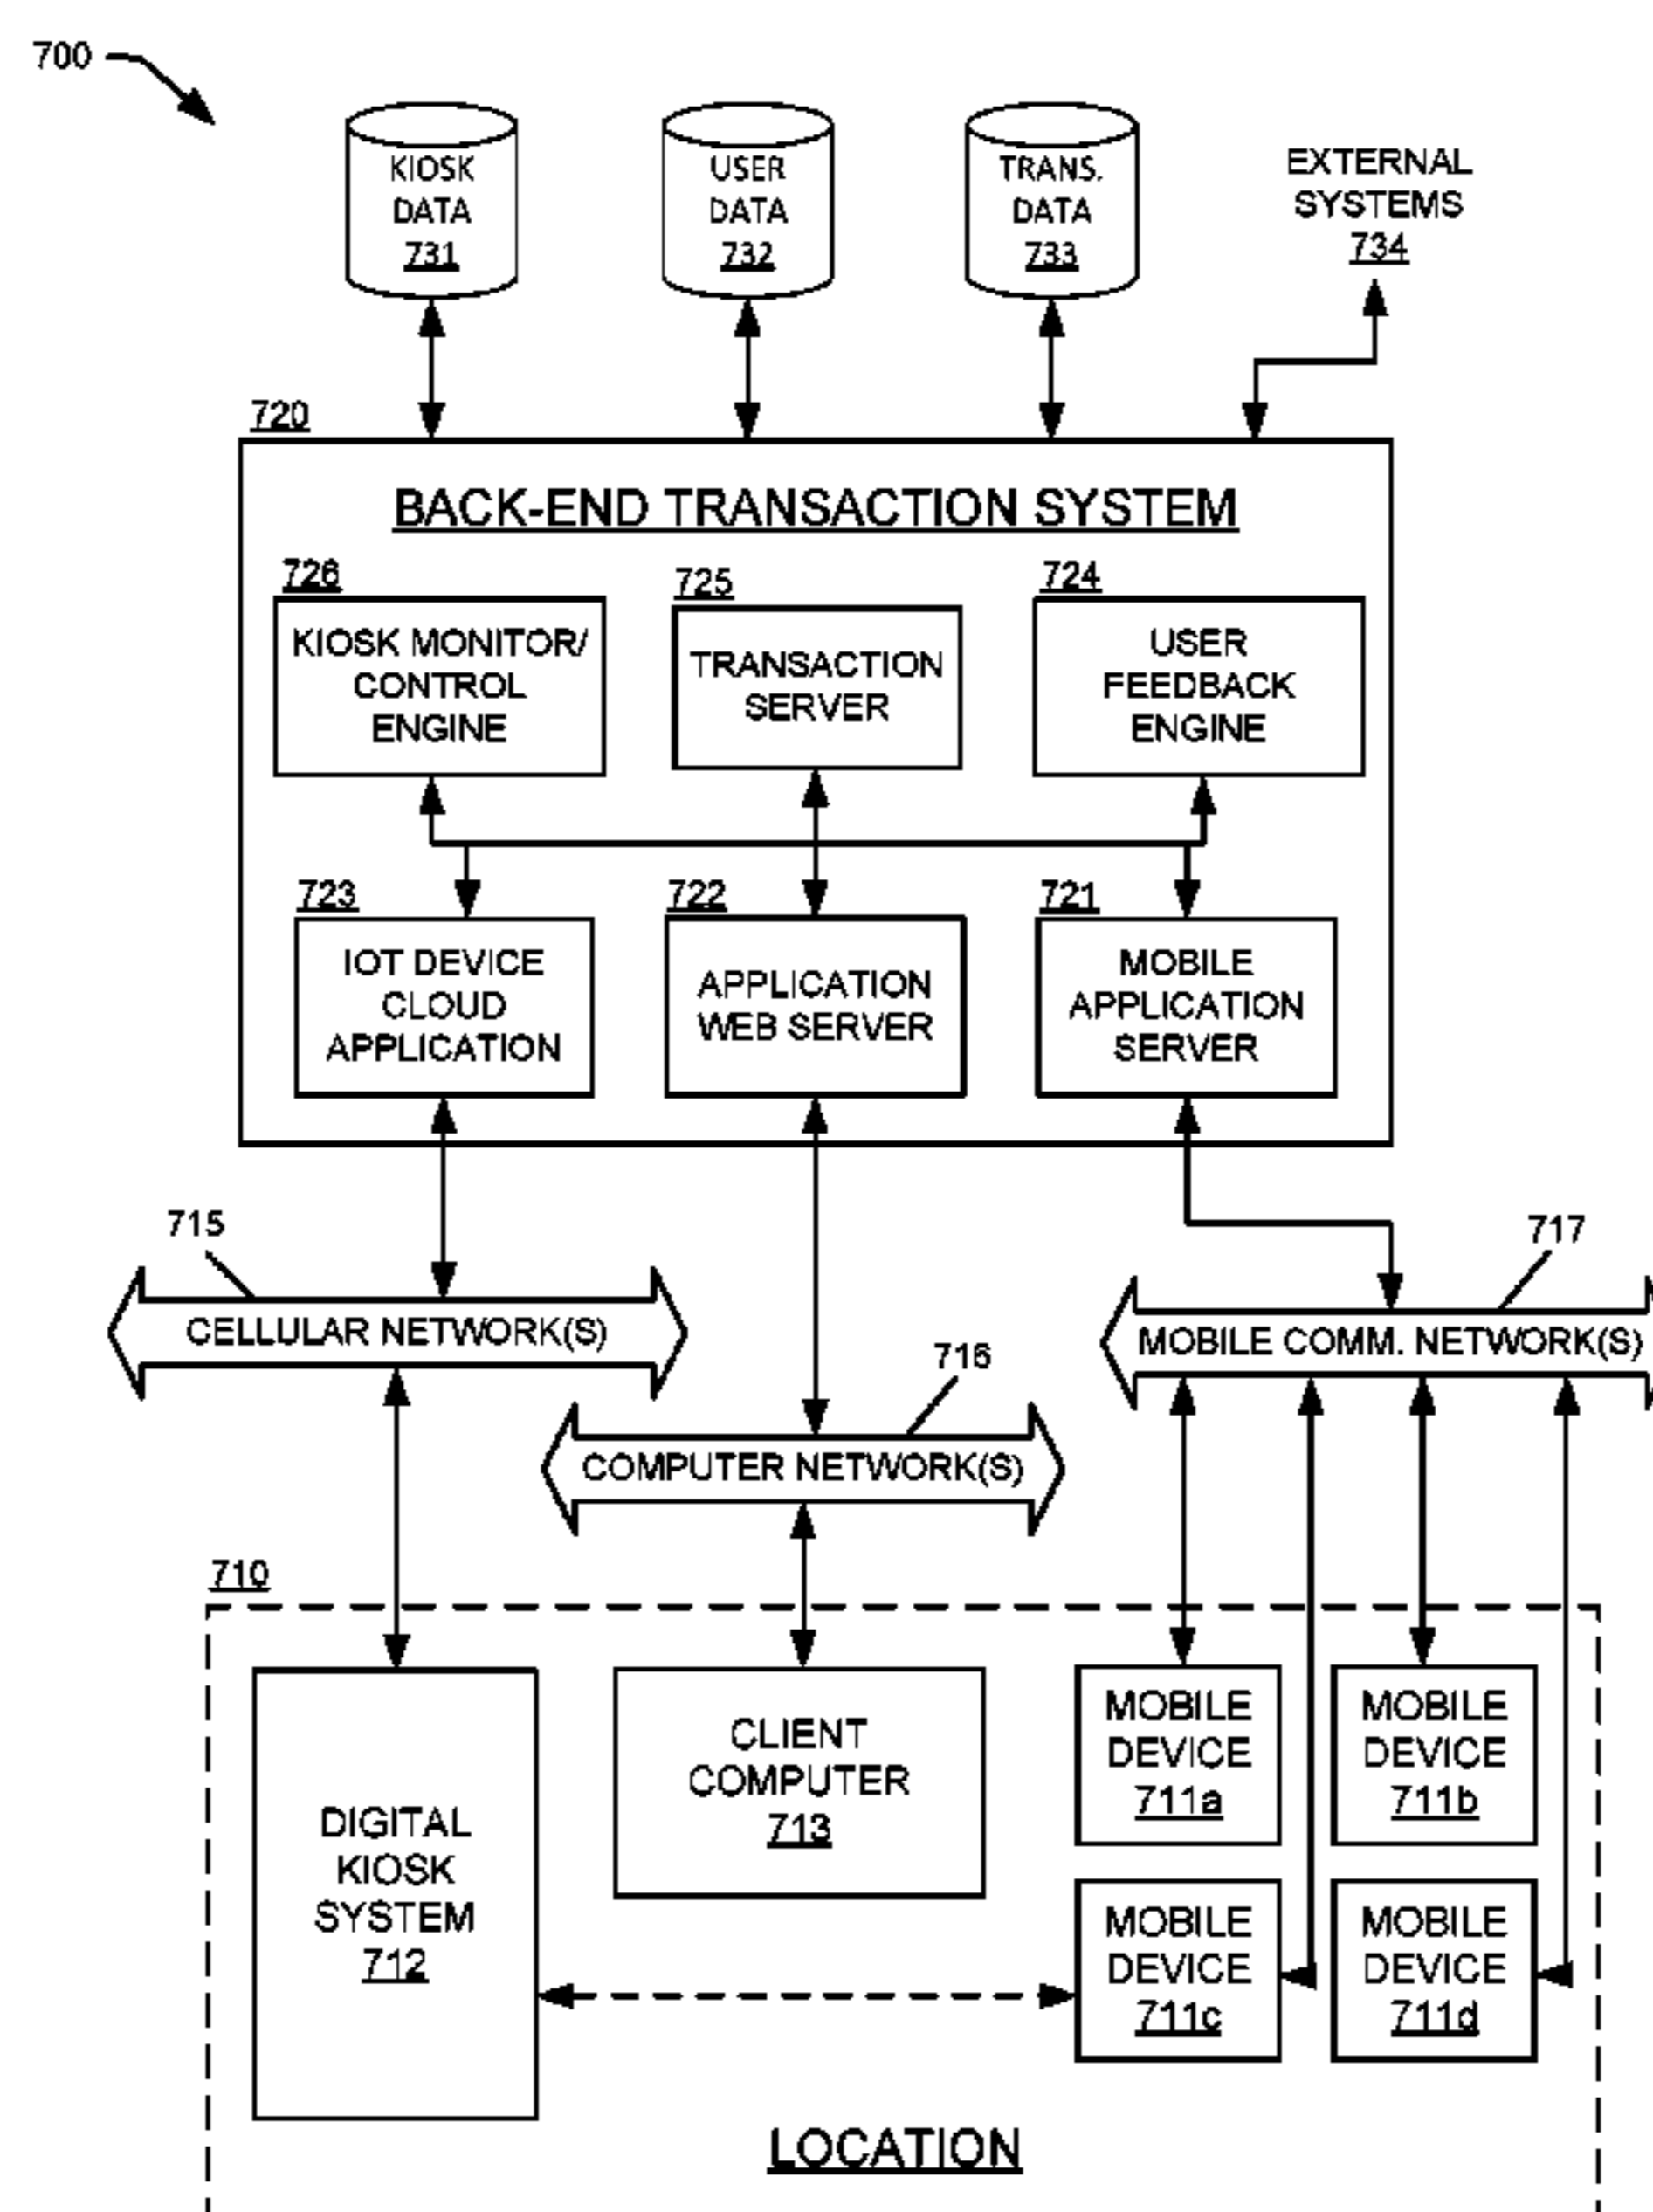 700
KIOSK
DATA
731
USER
DATA
732
TRANS.
DATA
733
EXTERNAL
SYSTEMS
734
720
BACK-END TRANSACTION SYSTEM
726
KIOSK MONITOR/
CONTROL
ENGINE
725
TRANSACTION
SERVER
724
USER
FEEDBACK
ENGINE
723
IOT DEVICE
CLOUD
APPLICATION
722
APPLICATION
WEB SERVER
721
MOBILE
APPLICATION
SERVER
715
CELLULAR NETWORK(S)
716
COMPUTER NETWORK(S)
717
MOBILE COMM. NETWORK(S)
710
DIGITAL
KIOSK
SYSTEM
712
CLIENT
COMPUTER
713
MOBILE
DEVICE
711a
MOBILE
DEVICE
711b
MOBILE
DEVICE
711c
MOBILE
DEVICE
711d
LOCATION